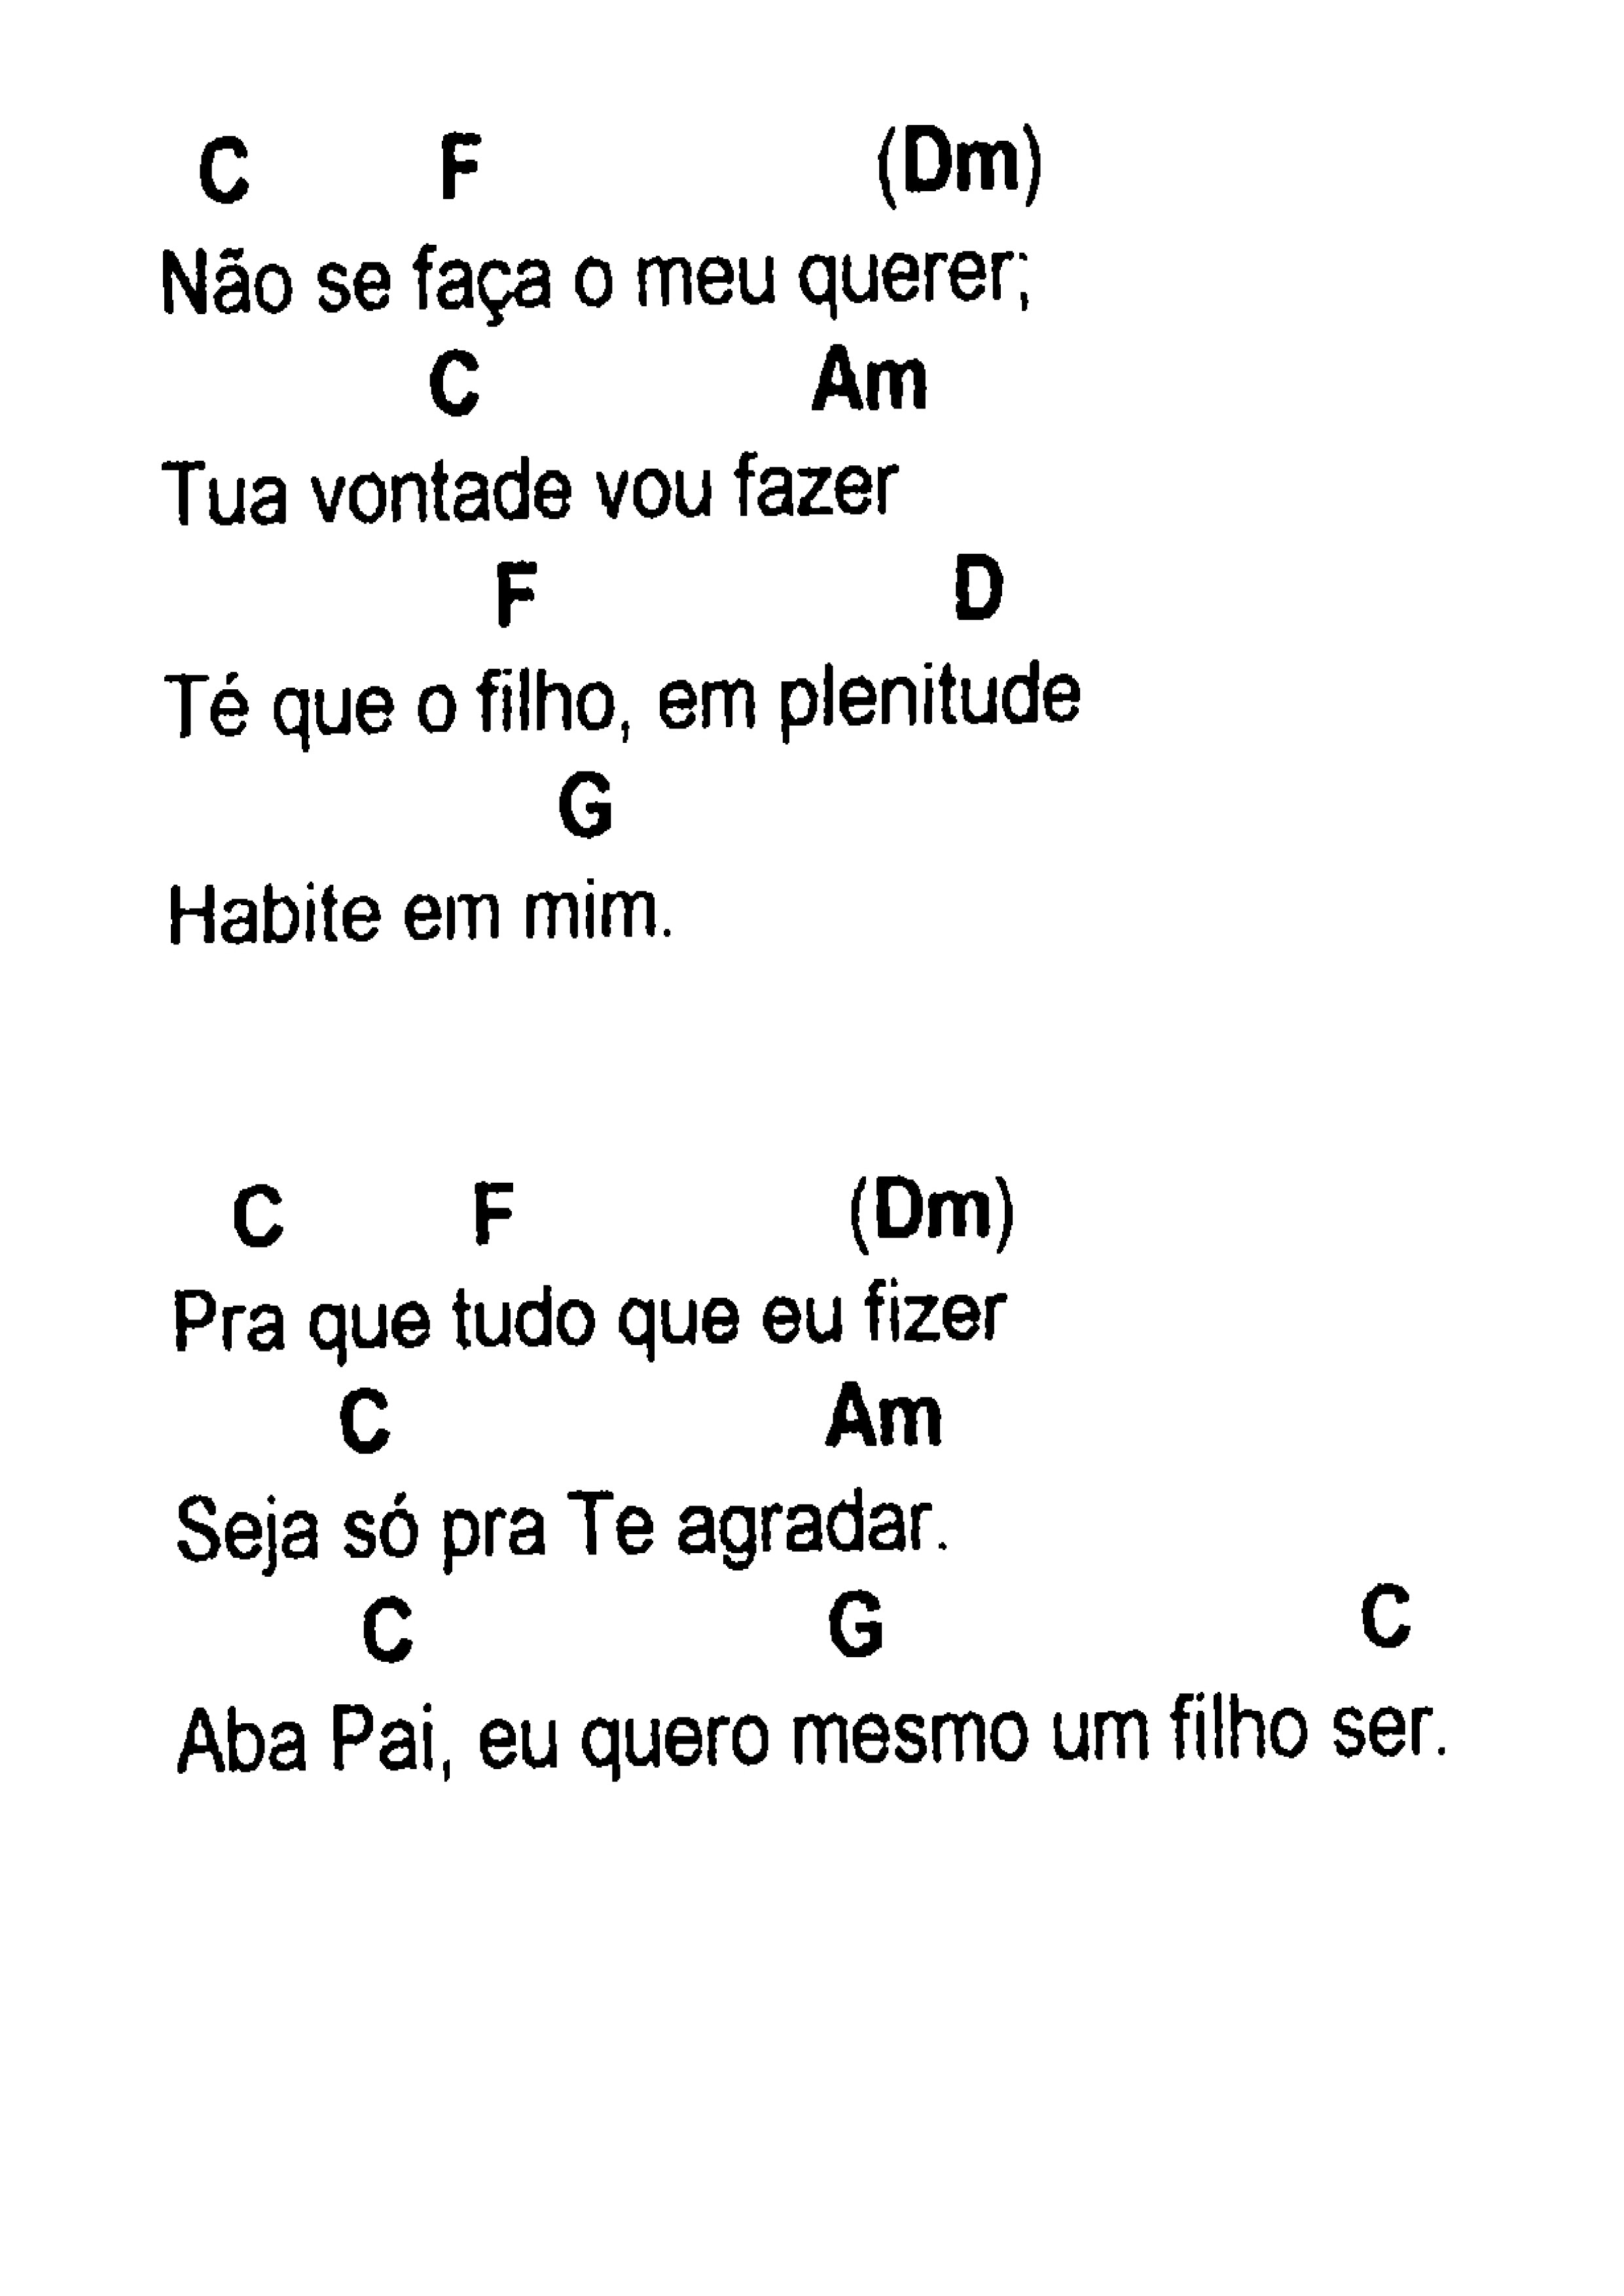 C F (Dm)
Não se faça o meu querer;
C Am
Tua vontade vou fazer
F D
Té que o filho, em plenitude
G
Habite em mim.
C F (Dm)
Pra que tudo que eu fizer
C Am
Seja só pra Te agradar.
C G C
Aba Pai, eu quero mesmo um filho ser.